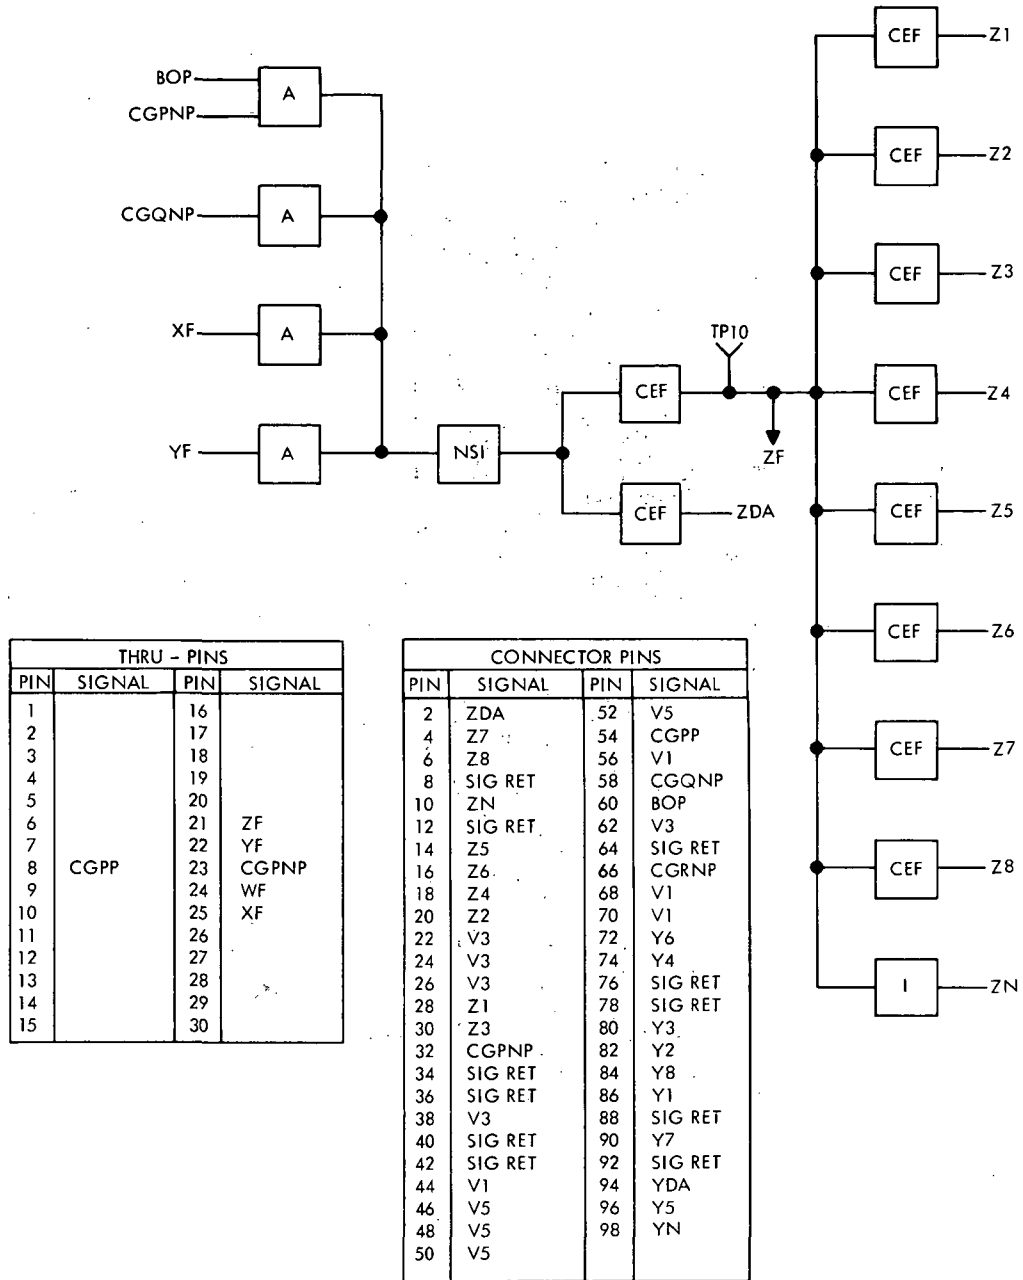 CEF Z1
BOP
A
CGPNP
CEF Z2
CGQNP A
CEF Z3
XF A
TP10
CEF
CEF Z4
YF A
NSI
ZF
CEF ZDA
CEF Z5
CEF Z6
CEF Z7
CEF Z8
I ZN
THRU - PINS
PIN SIGNAL PIN SIGNAL
1 16
2 17
3 18
4 19
5 20
6 21 ZF
7 22 YF
8 CGPP 23 CGPNP
9 24 WF
10 25 XF
11 26
12 27
13 28
14 29
15 30
CONNECTOR PINS
PIN SIGNAL PIN SIGNAL
2 ZDA 52 V5
4 Z7 54 CGPP
6 Z8 56 V1
8 SIG RET 58 CGQNP
10 ZN 60 BOP
12 SIG RET 62 V3
14 Z5 64 SIG RET
16 Z6 66 CGRNP
18 Z4 68 V1
20 Z2 70 V1
22 V3 72 Y6
24 V3 74 Y4
26 V3 76 SIG RET
28 Z1 78 SIG RET
30 Z3 80 Y3
32 CGPNP 82 Y2
34 SIG RET 84 Y8
36 SIG RET 86 Y1
38 V3 88 SIG RET
40 SIG RET 90 Y7
42 SIG RET 92 SIG RET
44 V1 94 YDA
46 V5 96 Y5
48 V5 98 YN
50 V5